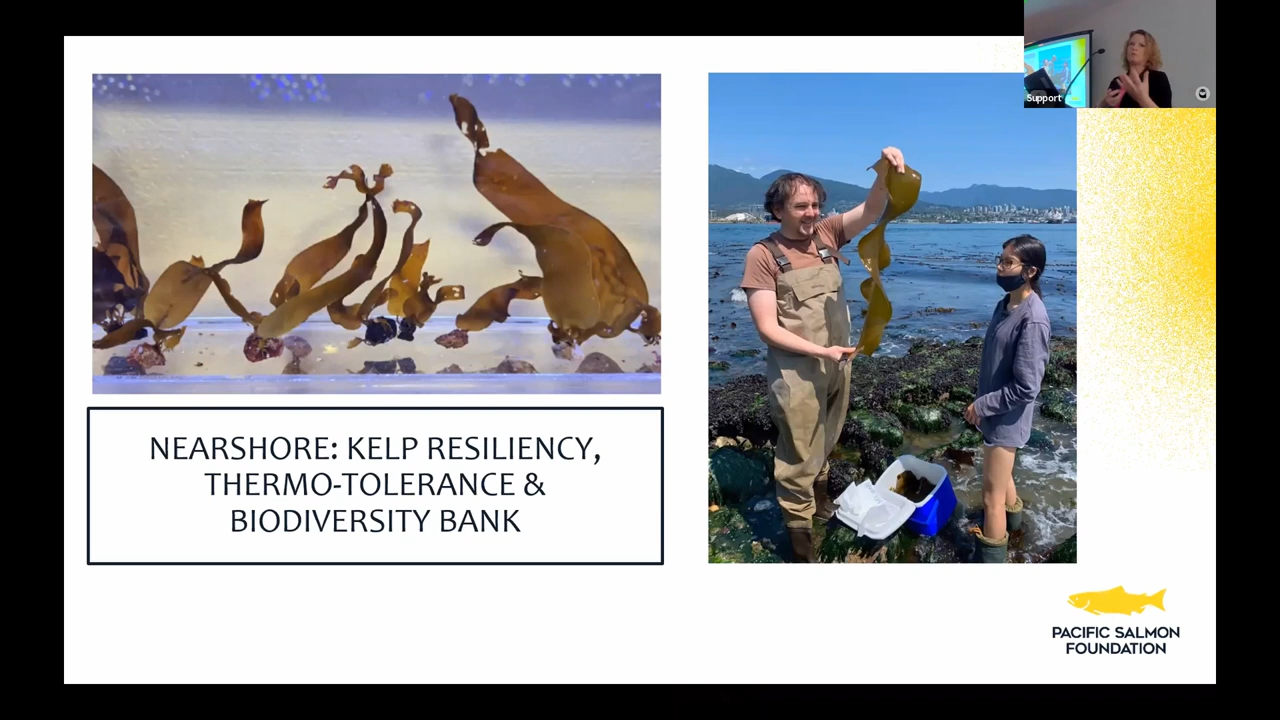 Support
NEARSHORE: KELP RESILIENCY,
THERMO-TOLERANCE &
BIODIVERSITY BANK
PACIFIC SALMON
FOUNDATION